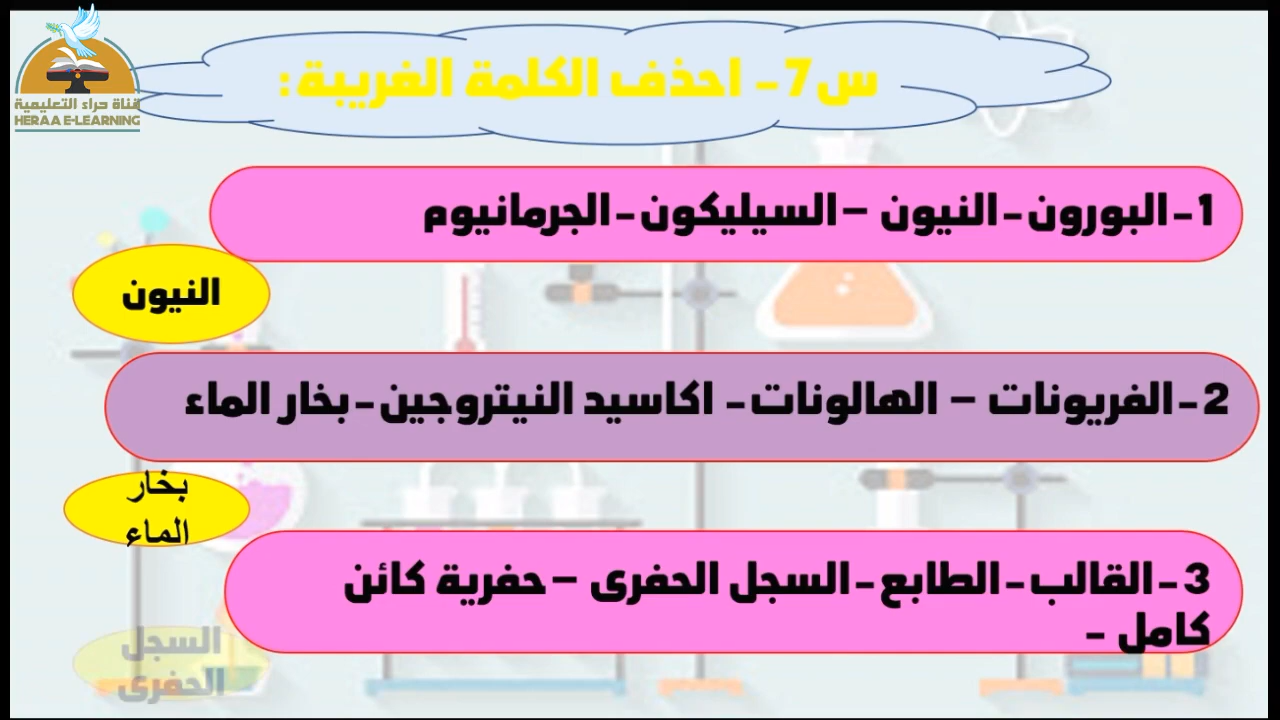 قناة حراء التعليمية
HERAA E-LEARNING
س7- احذف الكلمة الغريبة:
1-البورون-النيون –السيليكون-الجرمانيوم
النيون
2-الفريونات – الهالونات- اكاسيد النيتروجين-بخار الماء
بخار
الماء
3-القالب-الطابع-السجل الحفرى –حفرية كائن
كامل -
السجل
الحفرى